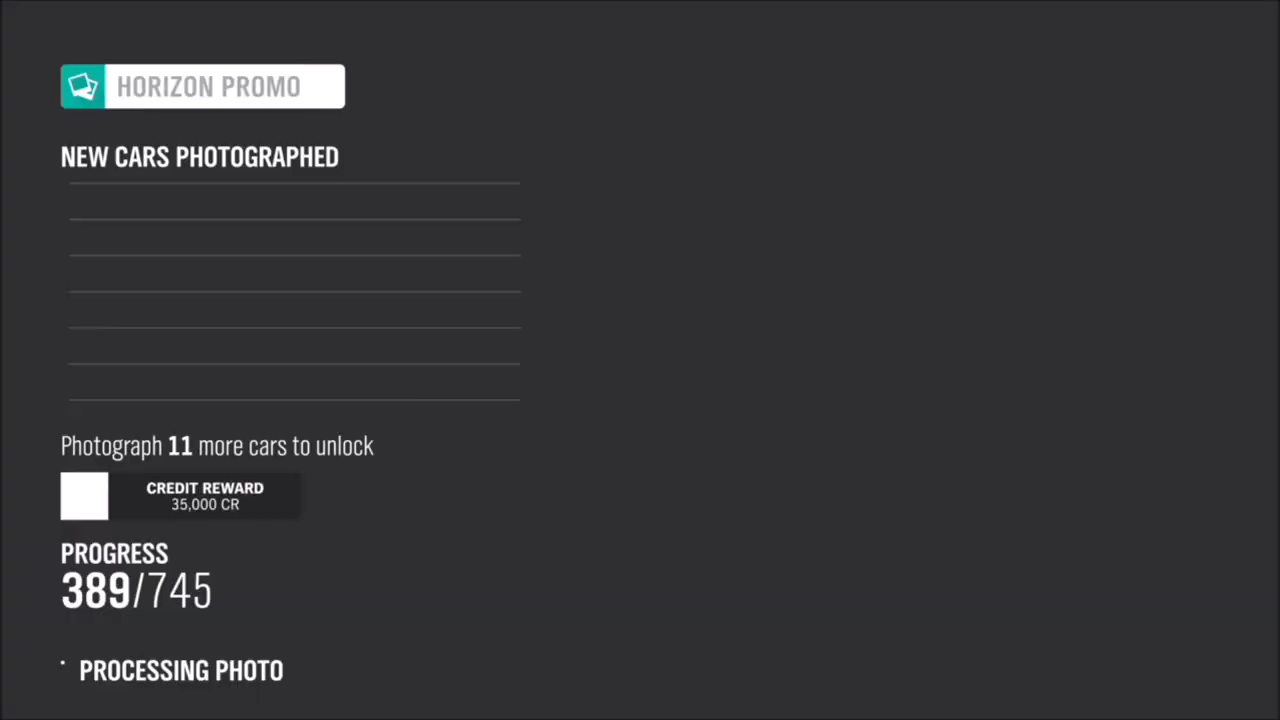 HORIZON PROMO
NEW CARS PHOTOGRAPHED
Photograph 11 more cars to unlock
CREDIT REWARD
35,000 CR
PROGRESS
389/745
PROCESSING PHOTO